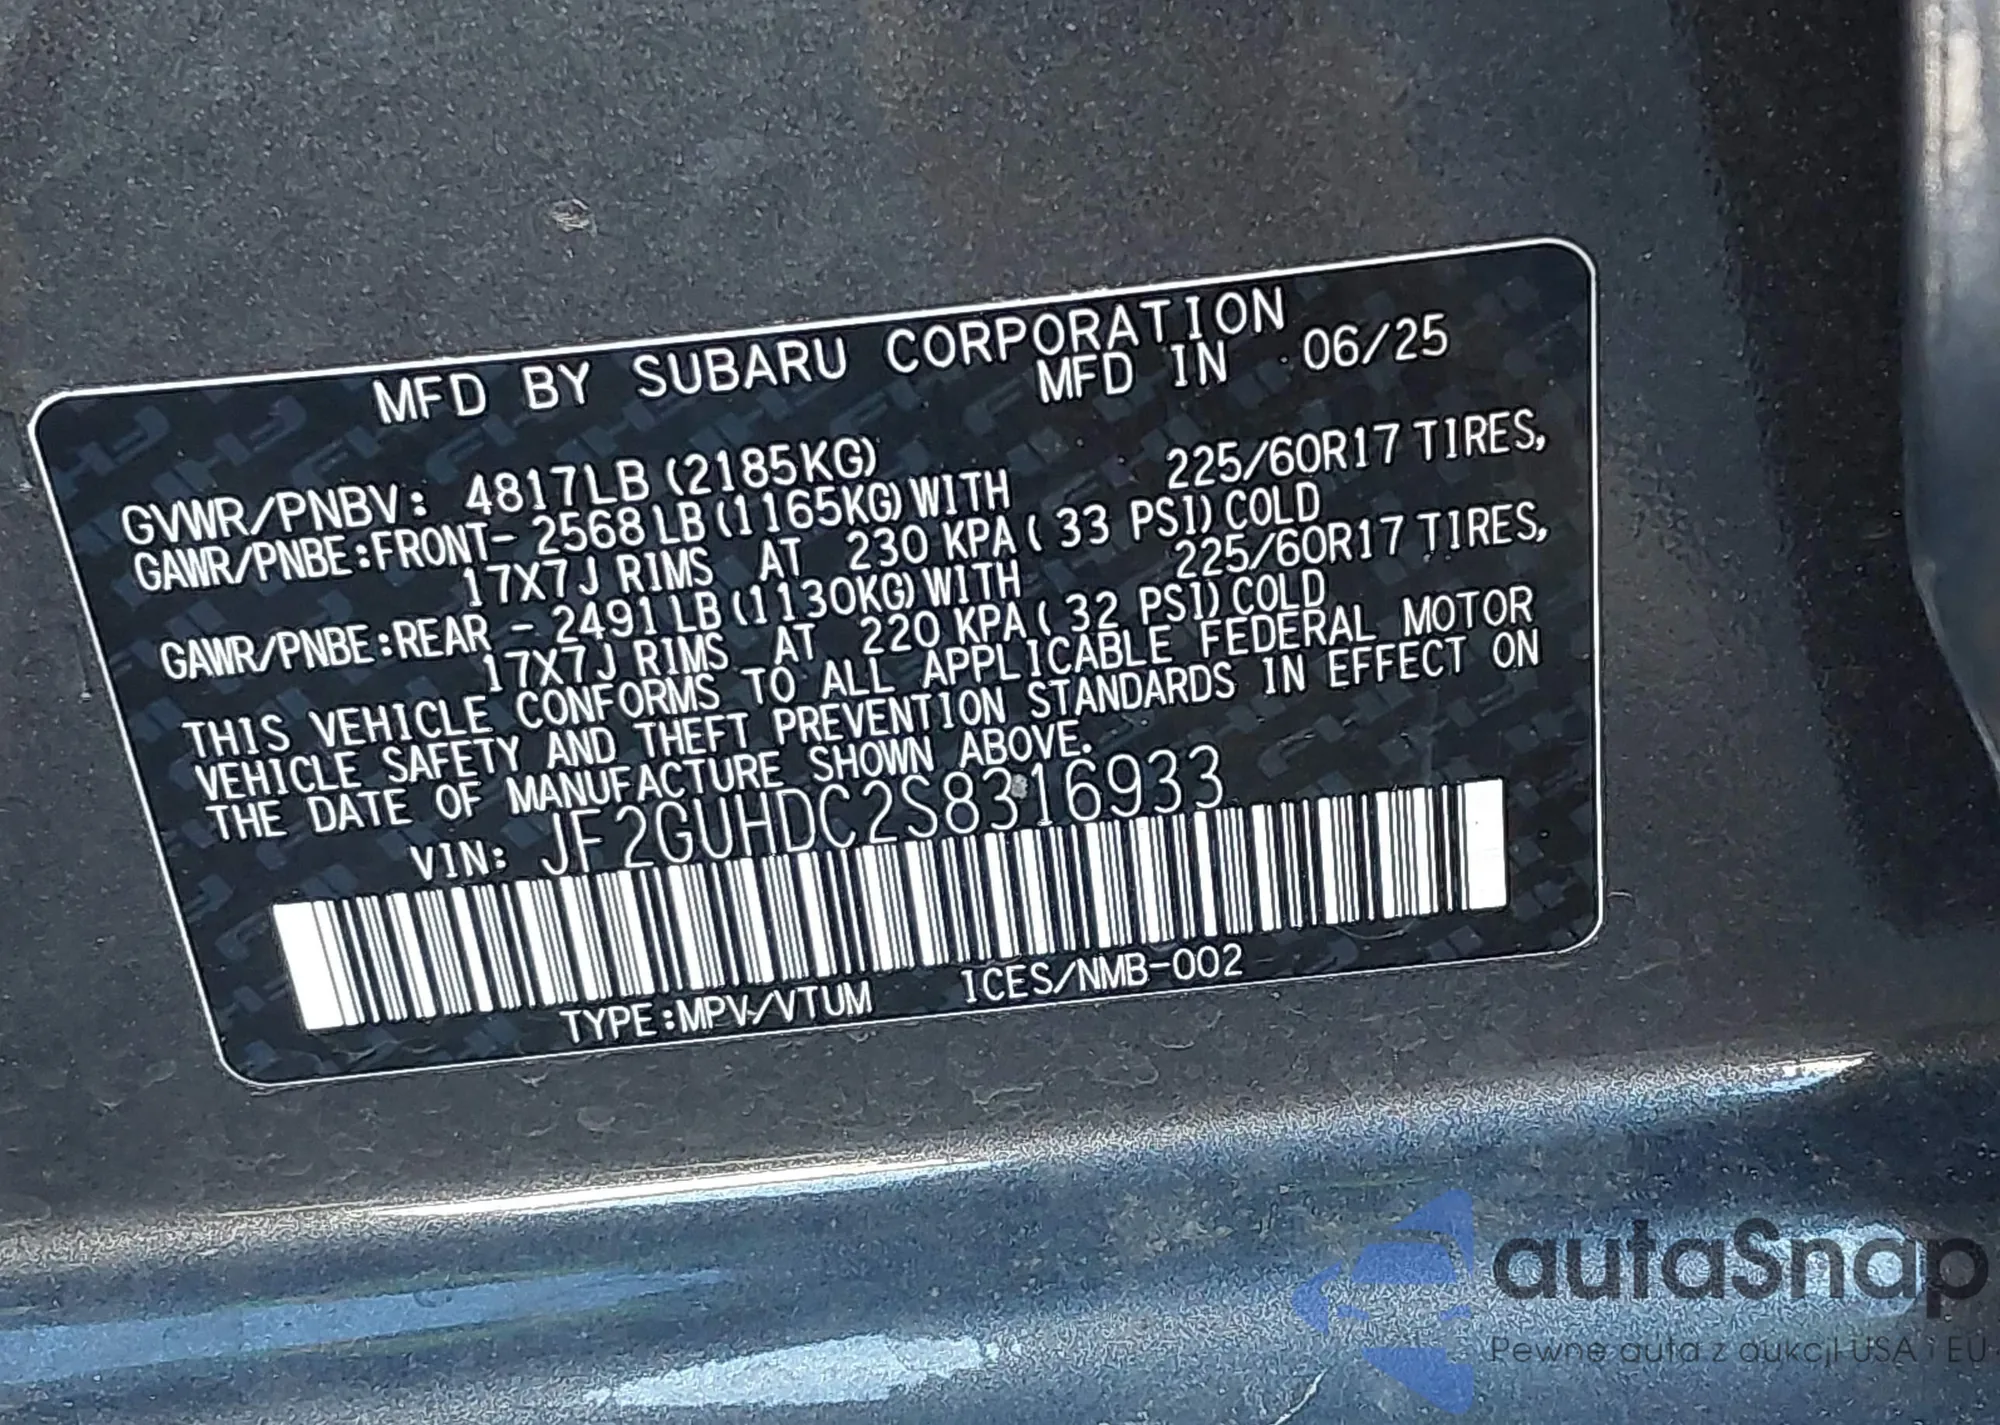 MFD BY SUBARU CORPORATION
MFD IN 06/25
GVWR/PNBV: 4817LB (2185KG)
GAWR/PNBE:FRONT- 2568 LB (1165KG) WITH 225/60R17 TIRES,
17X7J RIMS AT 230 KPA ( 33 PSI) COLD
GAWR/PNBE:REAR - 2491 LB (1130KG) WITH 225/60R17 TIRES,
17X7J RIMS AT 220 KPA ( 32 PSI) COLD
THIS VEHICLE CONFORMS TO ALL APPLICABLE FEDERAL MOTOR
VEHICLE SAFETY AND THEFT PREVENTION STANDARDS IN EFFECT ON
THE DATE OF MANUFACTURE SHOWN ABOVE.
VIN: JF2GUHDC2S8316933
TYPE:MPV/VTUM ICES/NMB-002
autaSnap
Pewne auta z aukcji USA i EU